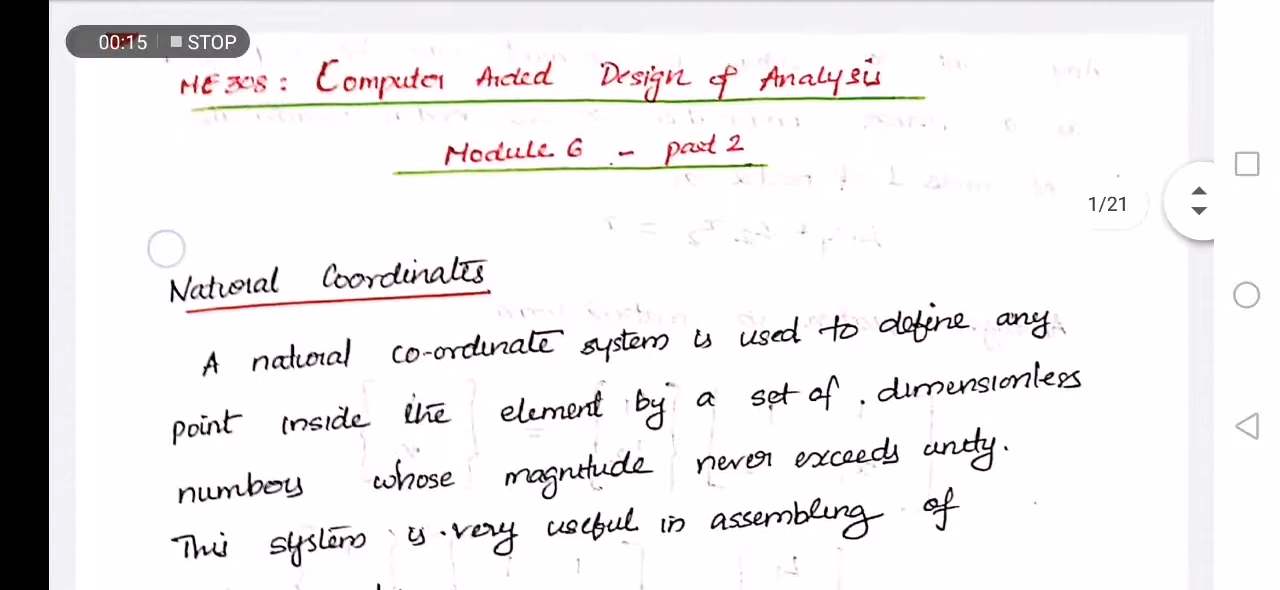 00:15 STOP
ME308: Computer Aided Design of Analysis
Module 6 - part 2
1/21
Natural Coordinates
A natural co-ordinate system is used to define any
point inside the element by a set of . dimensionless
numbers whose magnitude never exceeds unity.
This system is very useful in assembling of